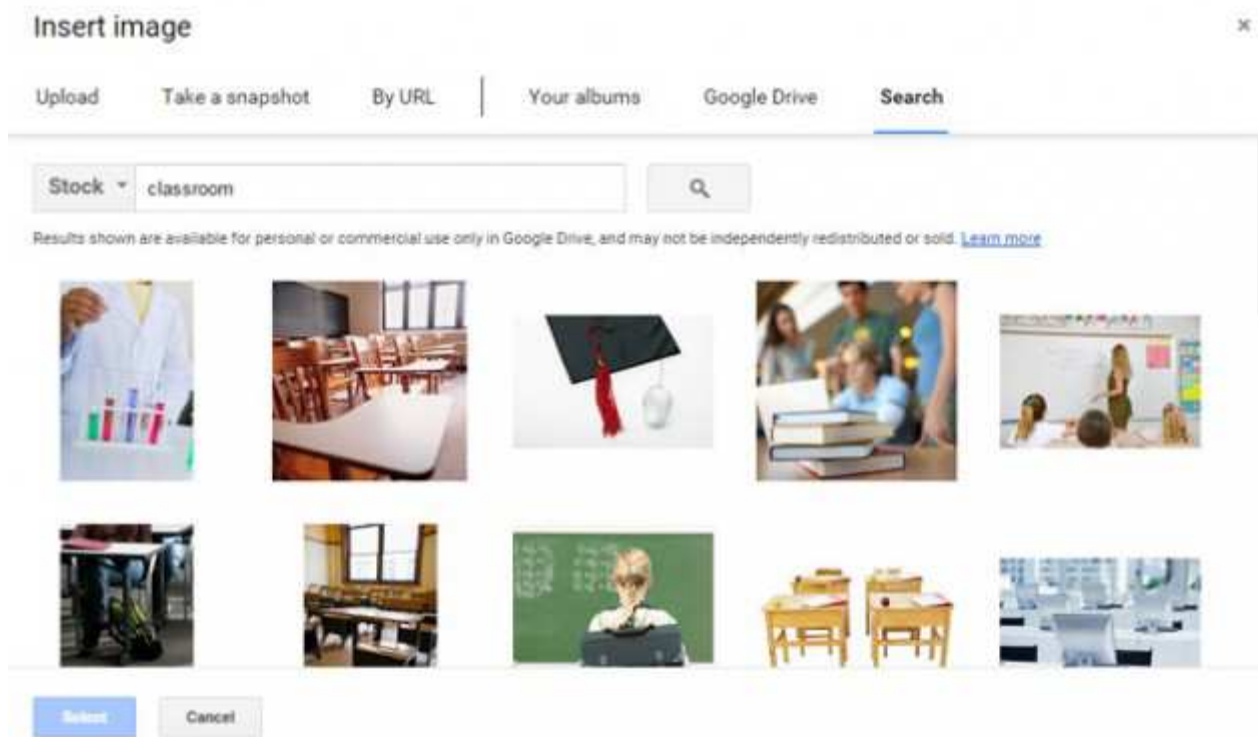 Insert image
×
Upload Take a snapshot By URL Your albums Google Drive Search
Stock classroom
Results shown are available for personal or commercial use only in Google Drive, and may not be independently redistributed or sold. Learn more
Select Cancel